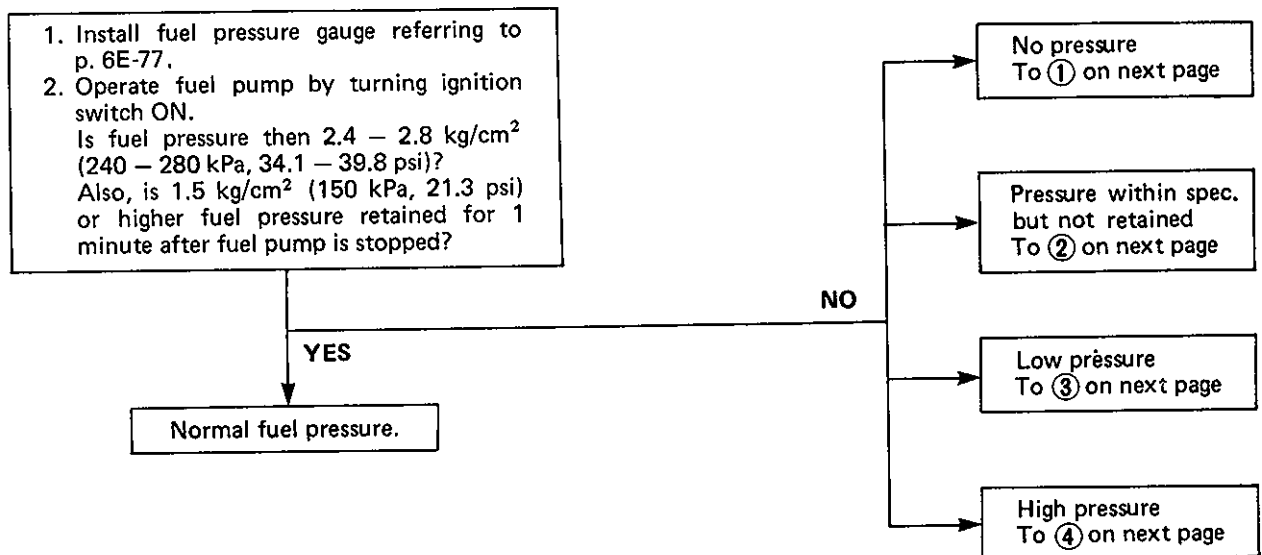 1. Install fuel pressure gauge referring to
p. 6E-77.
2. Operate fuel pump by turning ignition
switch ON.
Is fuel pressure then 2.4 – 2.8 kg/cm²
(240 – 280 kPa, 34.1 – 39.8 psi)?
Also, is 1.5 kg/cm² (150 kPa, 21.3 psi)
or higher fuel pressure retained for 1
minute after fuel pump is stopped?
YES
Normal fuel pressure.
NO
No pressure
To ① on next page
Pressure within spec.
but not retained
To ② on next page
Low pressure
To ③ on next page
High pressure
To ④ on next page